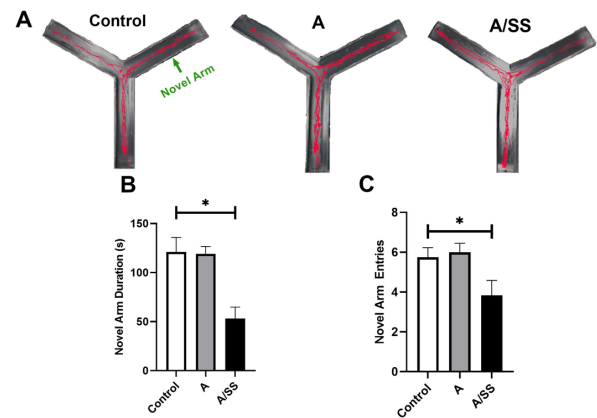 A
Control
A
A/SS
Novel Arm
B
*
Novel Arm Duration (s)
150
100
50
0
Control
A
A/SS
C
*
Novel Arm Entries
8
6
4
2
0
Control
A
A/SS